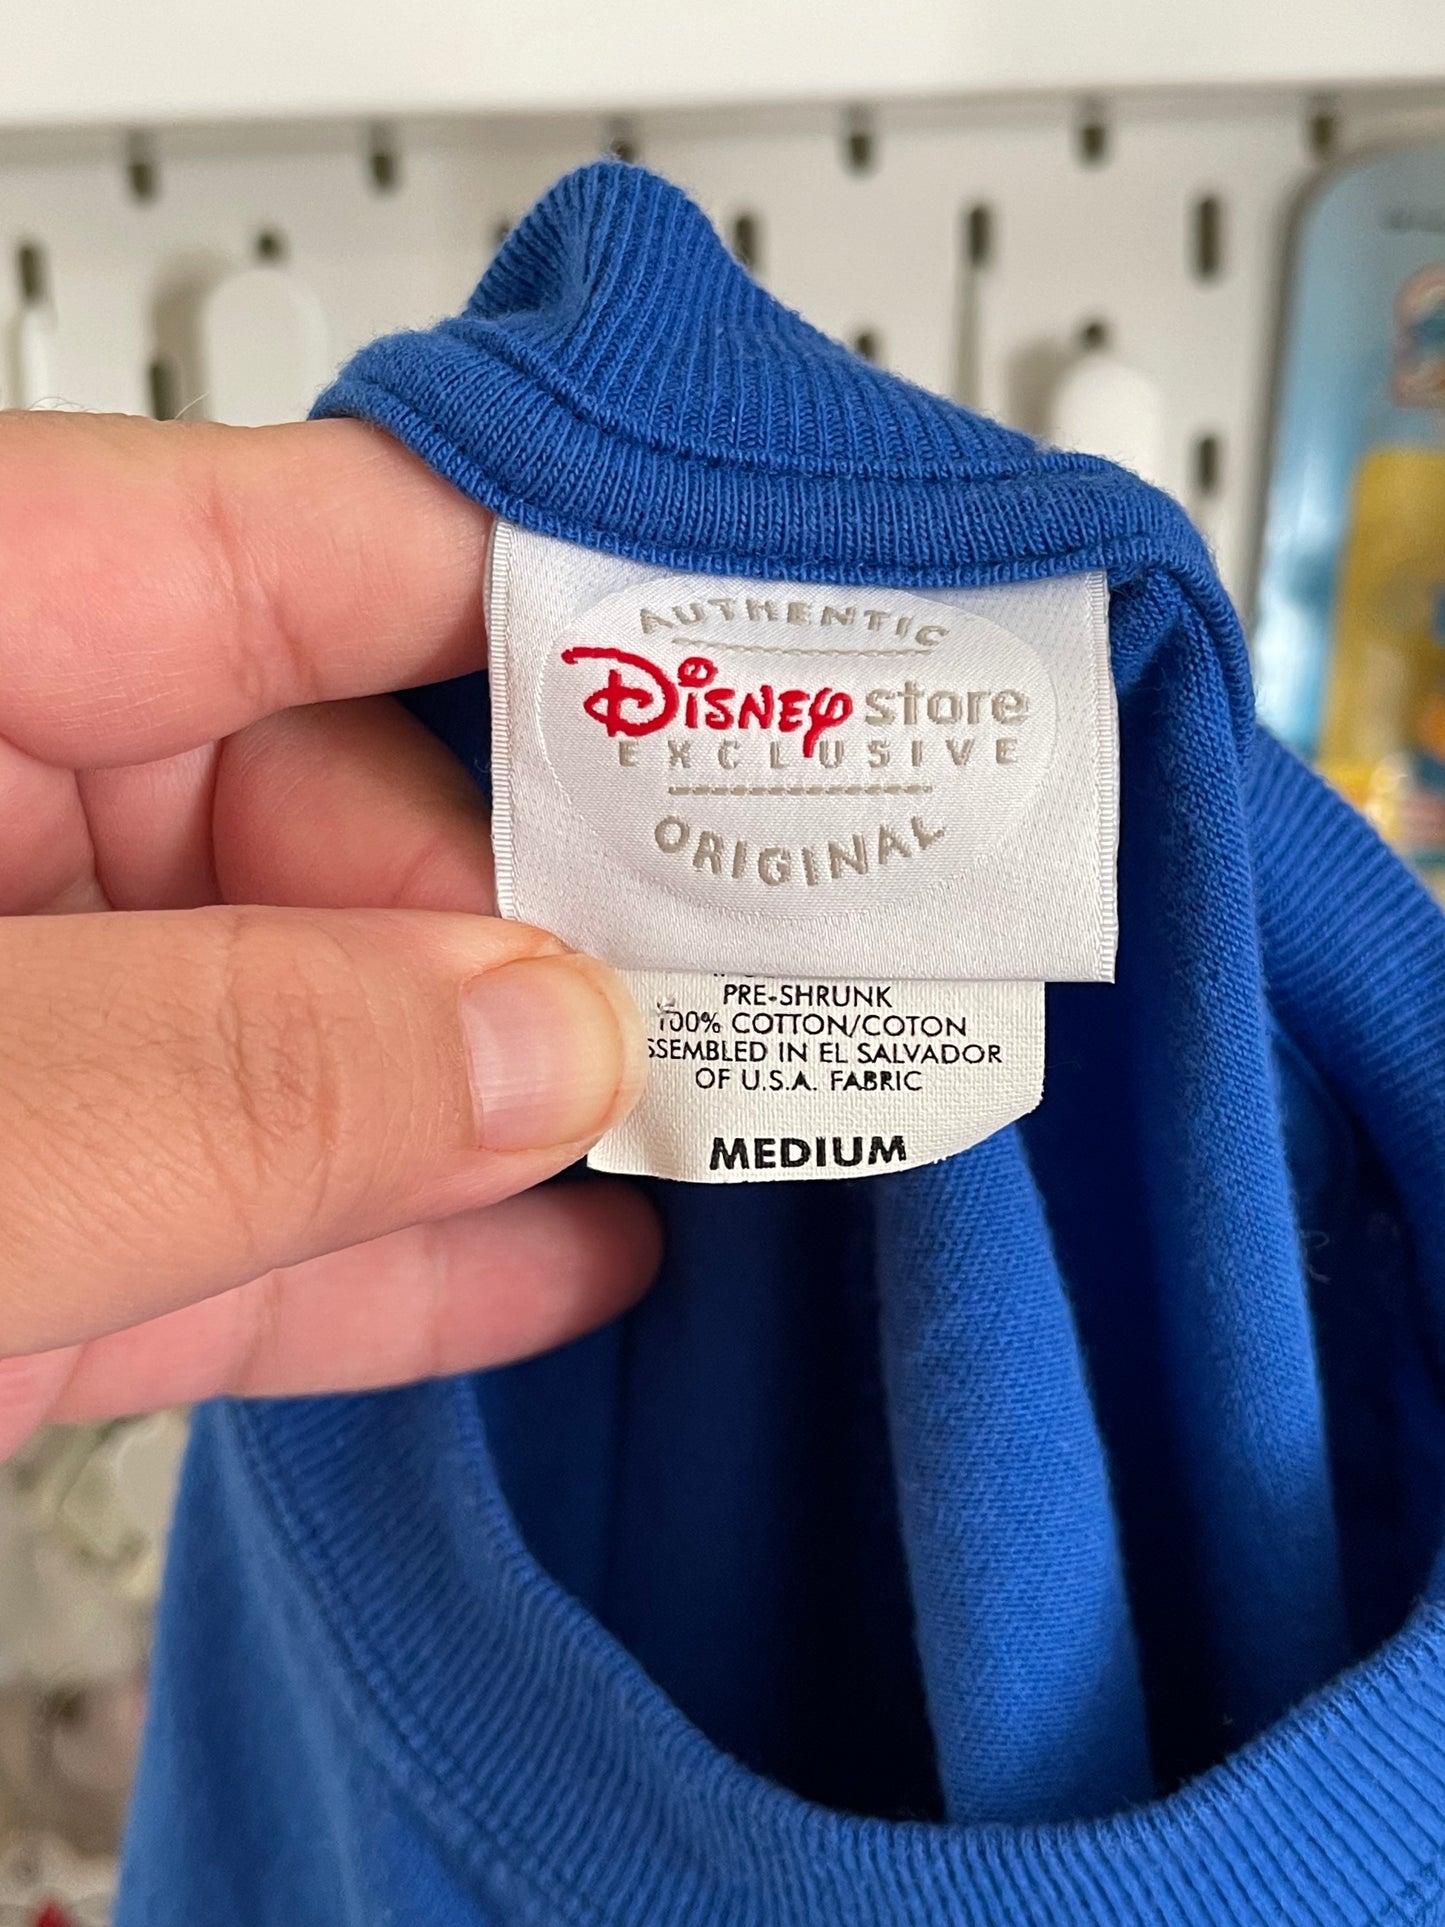 AUTHENTIC
Disney store
EXCLUSIVE
ORIGINAL
PRE-SHRUNK
100% COTTON/COTON
SSEMBLED IN EL SALVADOR
OF U.S.A. FABRIC
MEDIUM